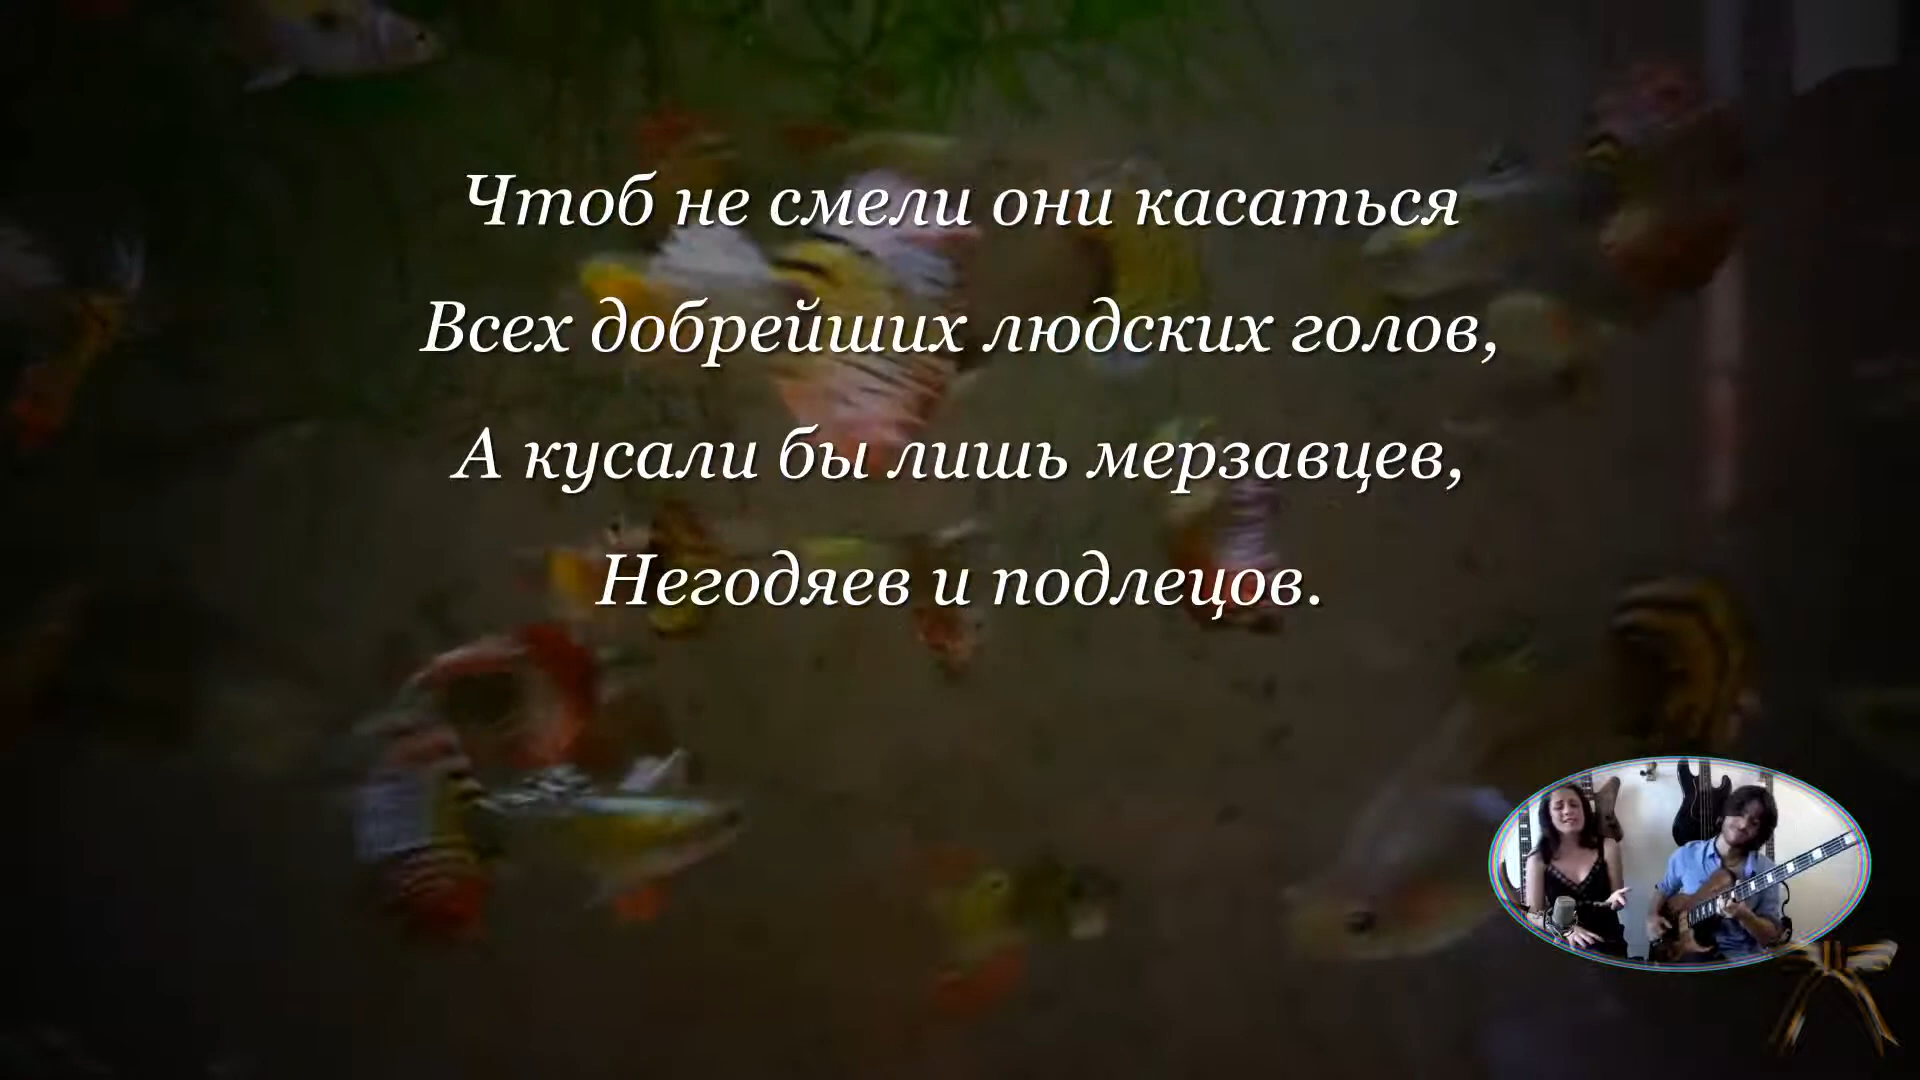 Чтоб не смели они касаться
Всех добрейших людских голов,
А кусали бы лишь мерзавцев,
Негодяев и подлецов.